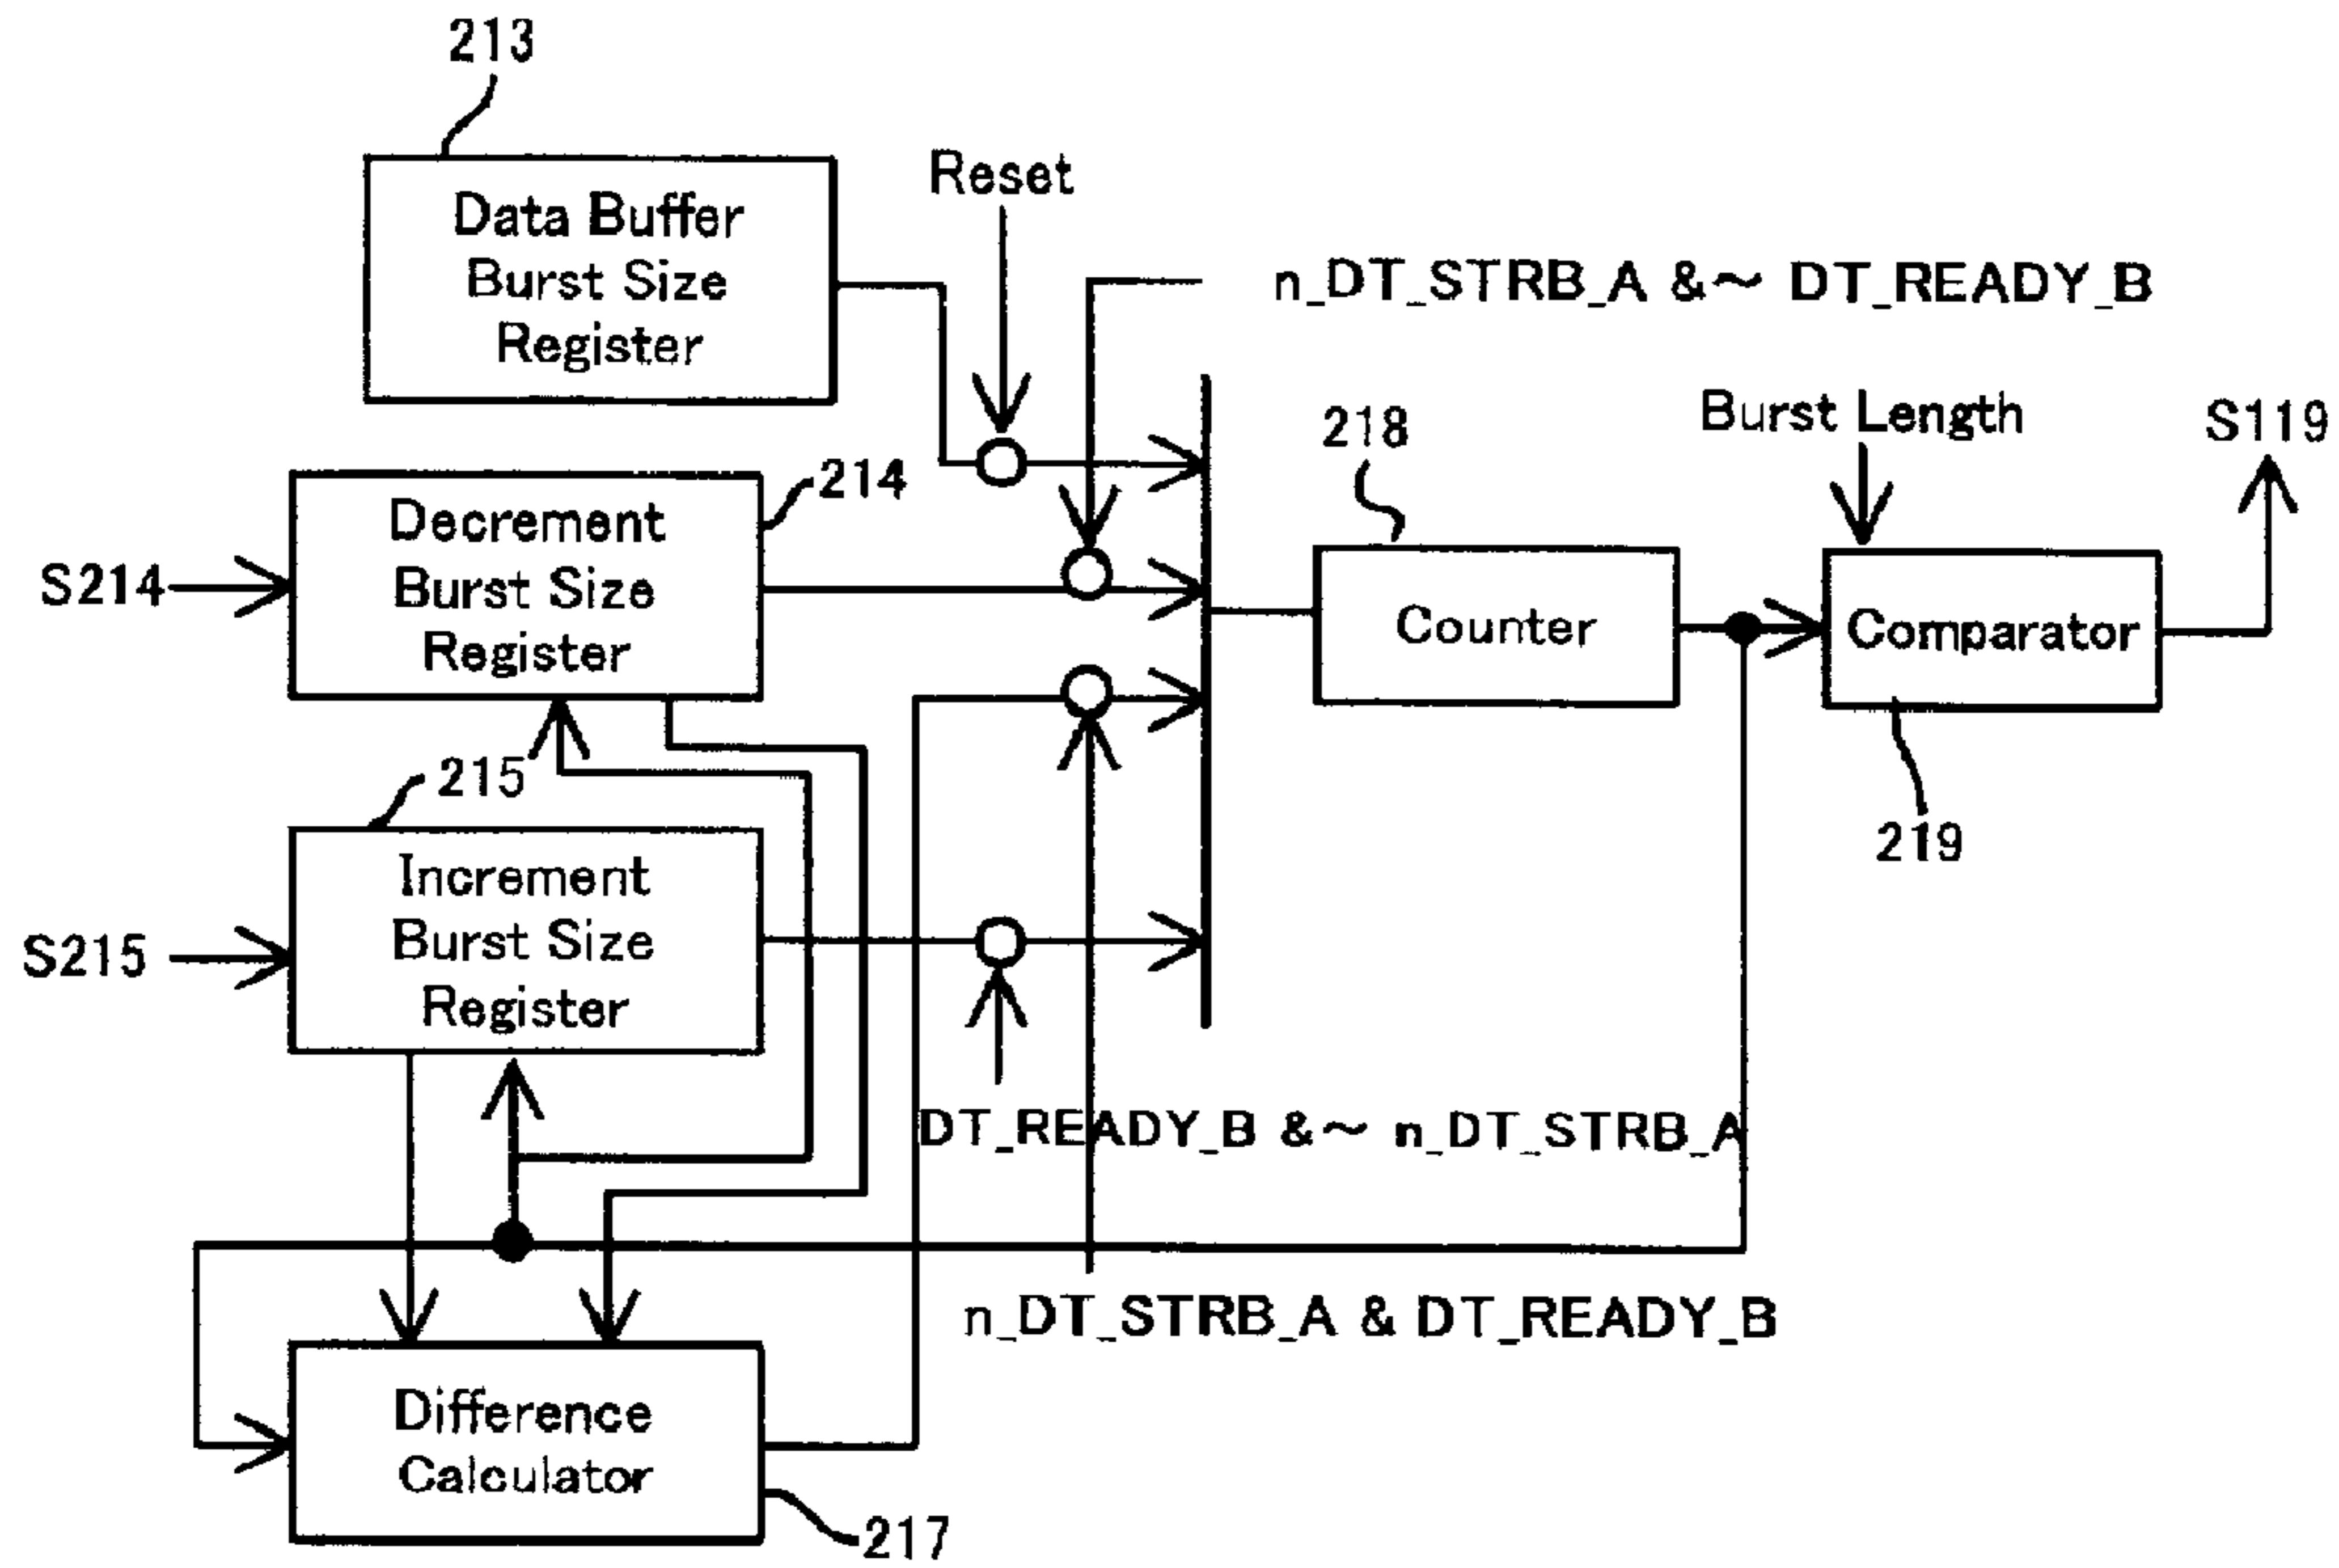 213
Data Buffer
Burst Size
Register
Reset
n_DT_STRB_A &~ DT_READY_B
Burst Length
S119
218
214
Decrement
Burst Size
Register
S214
Counter
Comparator
215
219
Increment
Burst Size
Register
S215
DT_READY_B &~ n_DT_STRB_A
n_DT_STRB_A & DT_READY_B
Difference
Calculator
217